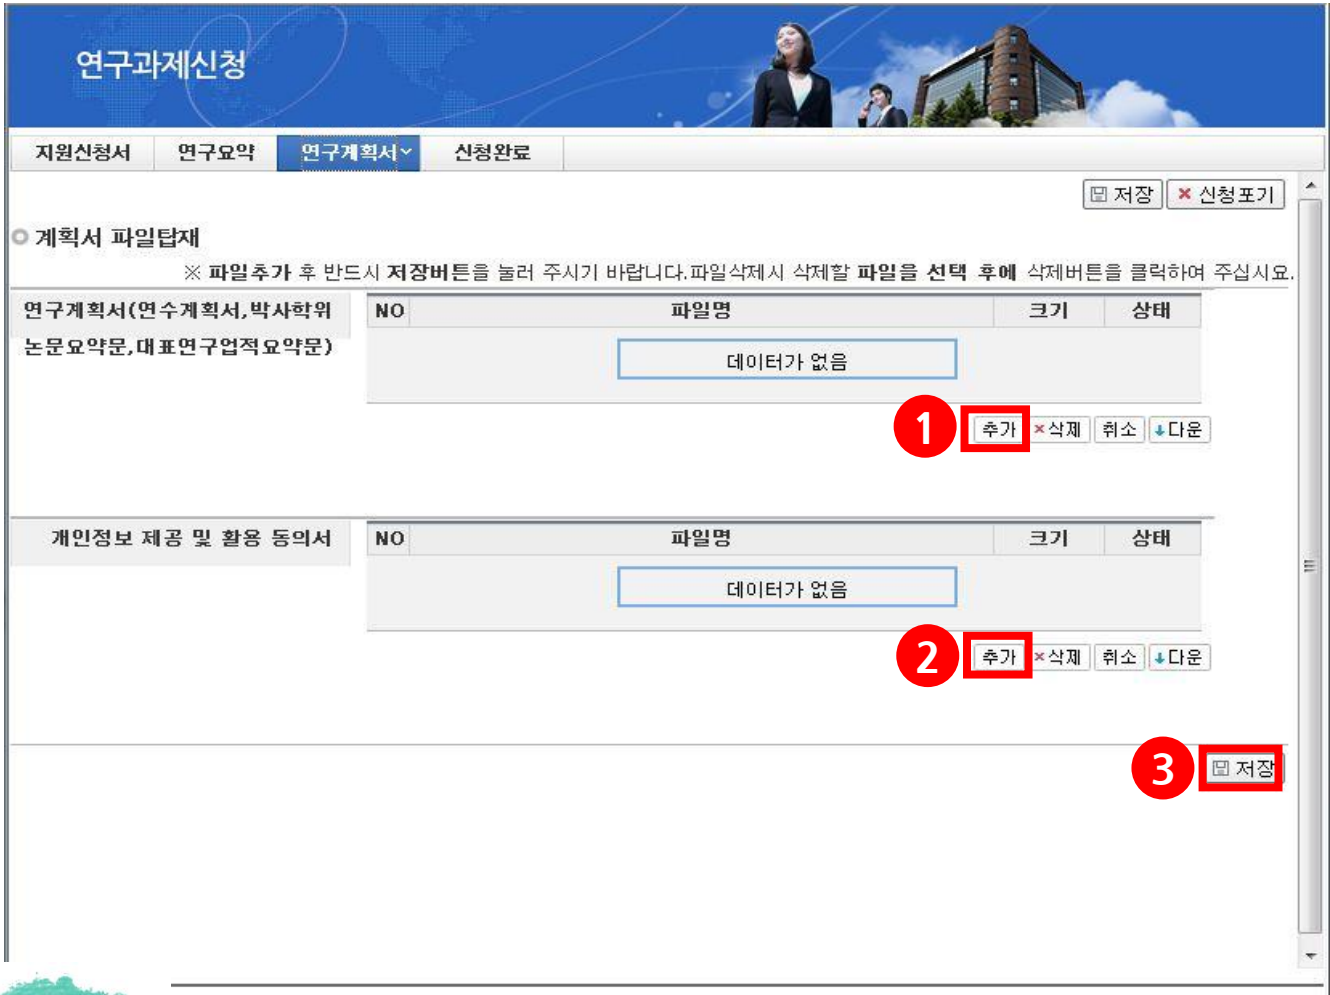 연구과제신청
지원신청서 연구요약 연구계획서 신청완료
저장 신청포기
계획서 파일탑재
※ 파일추가 후 반드시 저장버튼을 눌러 주시기 바랍니다.파일삭제시 삭제할 파일을 선택 후에 삭제버튼을 클릭하여 주십시요.
연구계획서(연수계획서,박사학위
논문요약문,대표연구업적요약문)
NO 파일명 크기 상태
데이터가 없음
1 추가 삭제 취소 다운
개인정보 제공 및 활용 동의서
NO 파일명 크기 상태
데이터가 없음
2 추가 삭제 취소 다운
3 저장